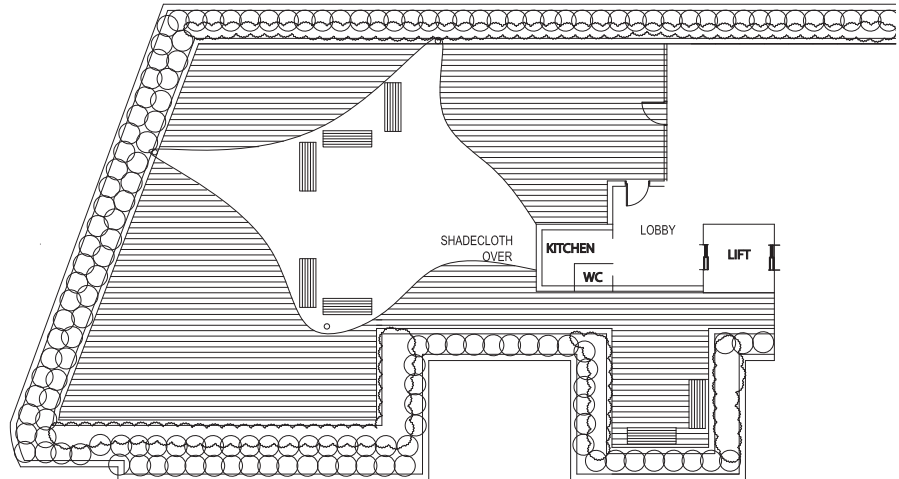 LOBBY
SHADECLOTH
OVER
KITCHEN
LIFT
WC